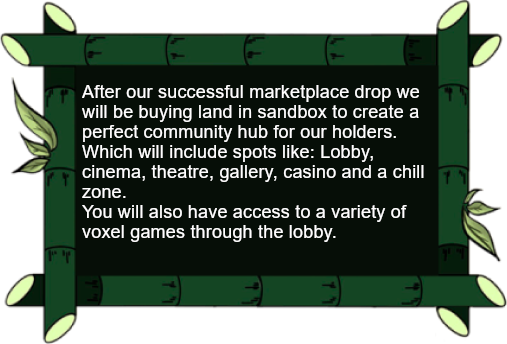 After our successful marketplace drop we
will be buying land in sandbox to create a
perfect community hub for our holders.
Which will include spots like: Lobby,
cinema, theatre, gallery, casino and a chill
zone.
You will also have access to a variety of
voxel games through the lobby.